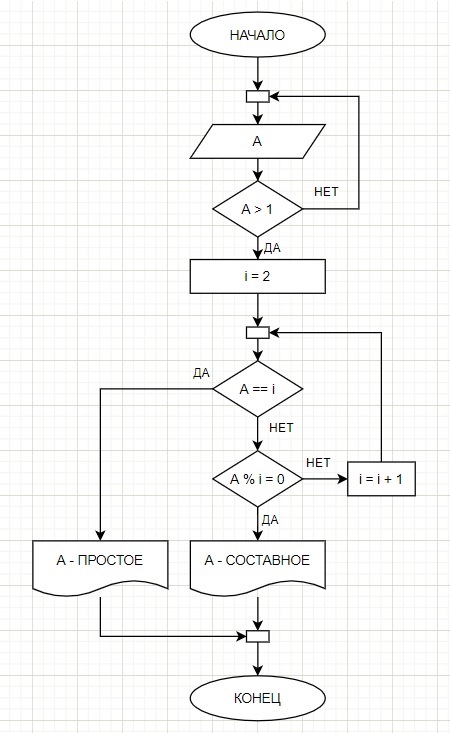 НАЧАЛО
A
A > 1
НЕТ
ДА
i = 2
ДА
A == i
НЕТ
A % i = 0
НЕТ
i = i + 1
ДА
A - ПРОСТОЕ
A - СОСТАВНОЕ
КОНЕЦ